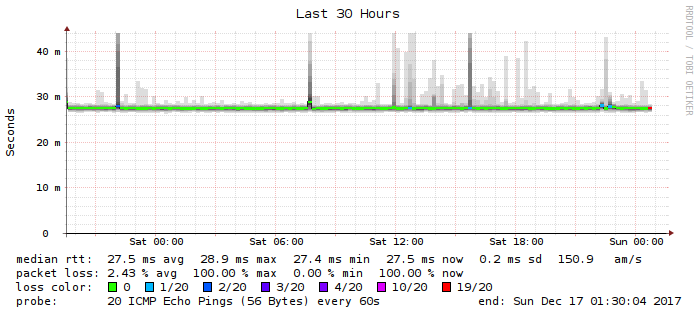 Last 30 Hours
RRDTOOL / TOBI OETIKER
Seconds
40 m
30 m
20 m
10 m
0
Sat 00:00 Sat 06:00 Sat 12:00 Sat 18:00 Sun 00:00
median rtt: 27.5 ms avg 28.9 ms max 27.4 ms min 27.5 ms now 0.2 ms sd 150.9 am/s
packet loss: 2.43 % avg 100.00 % max 0.00 % min 100.00 % now
loss color: 0 1/20 2/20 3/20 4/20 10/20 19/20
probe: 20 ICMP Echo Pings (56 Bytes) every 60s end: Sun Dec 17 01:30:04 2017